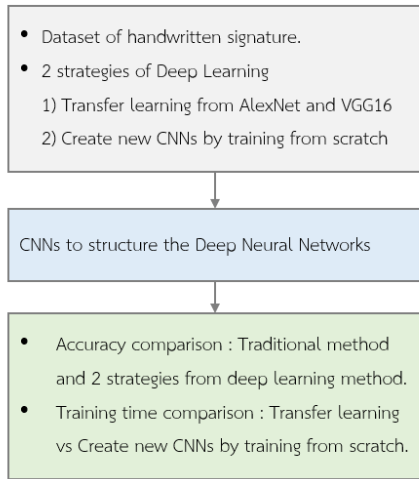 • Dataset of handwritten signature.
• 2 strategies of Deep Learning
1) Transfer learning from AlexNet and VGG16
2) Create new CNNs by training from scratch
CNNs to structure the Deep Neural Networks
• Accuracy comparison : Traditional method
and 2 strategies from deep learning method.
• Training time comparison : Transfer learning
vs Create new CNNs by training from scratch.